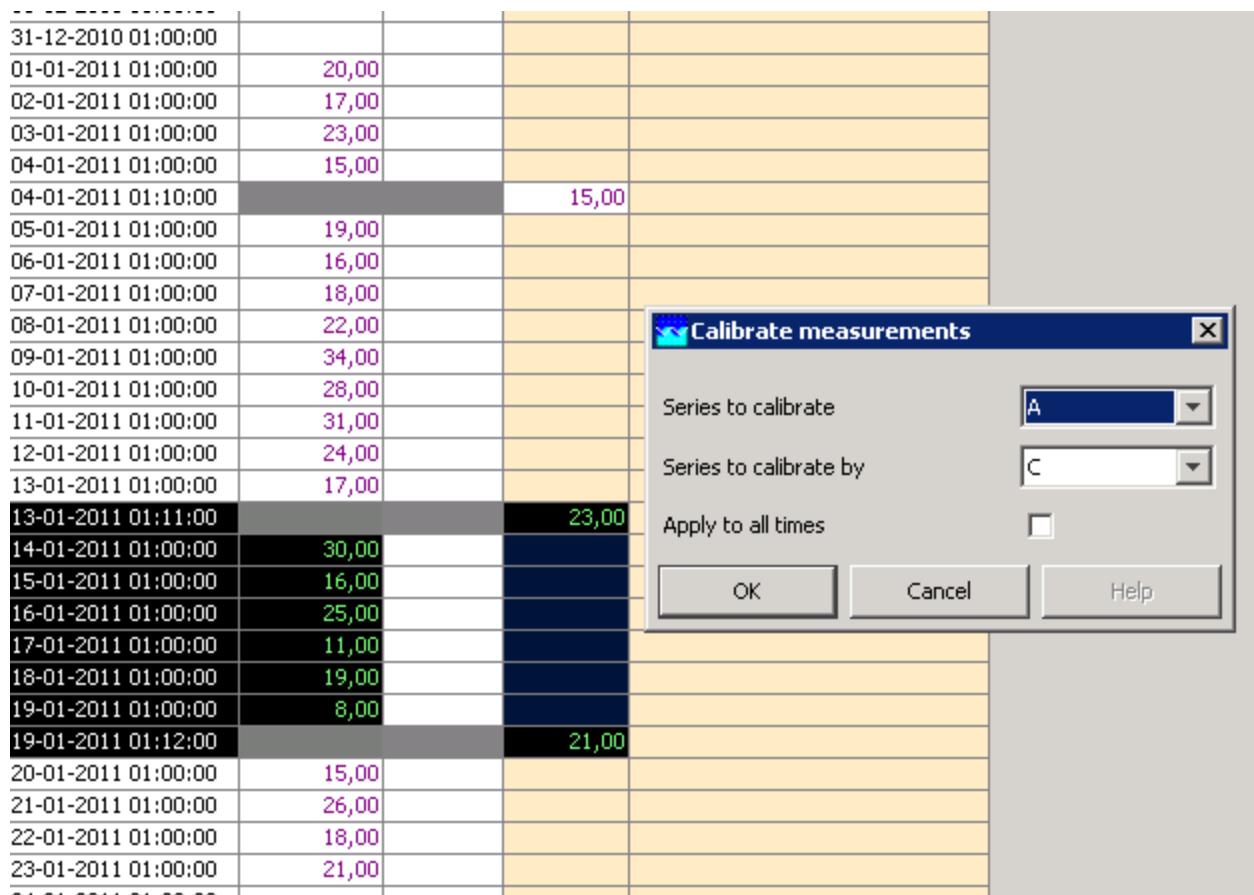 31-12-2010 01:00:00
01-01-2011 01:00:00 20,00
02-01-2011 01:00:00 17,00
03-01-2011 01:00:00 23,00
04-01-2011 01:00:00 15,00
04-01-2011 01:10:00 15,00
05-01-2011 01:00:00 19,00
06-01-2011 01:00:00 16,00
07-01-2011 01:00:00 18,00
08-01-2011 01:00:00 22,00
09-01-2011 01:00:00 34,00
10-01-2011 01:00:00 28,00
11-01-2011 01:00:00 31,00
12-01-2011 01:00:00 24,00
13-01-2011 01:00:00 17,00
13-01-2011 01:11:00 23,00
14-01-2011 01:00:00 30,00
15-01-2011 01:00:00 16,00
16-01-2011 01:00:00 25,00
17-01-2011 01:00:00 11,00
18-01-2011 01:00:00 19,00
19-01-2011 01:00:00 8,00
19-01-2011 01:12:00 21,00
20-01-2011 01:00:00 15,00
21-01-2011 01:00:00 26,00
22-01-2011 01:00:00 18,00
23-01-2011 01:00:00 21,00
Calibrate measurements
Series to calibrate A
Series to calibrate by C
Apply to all times
OK Cancel Help